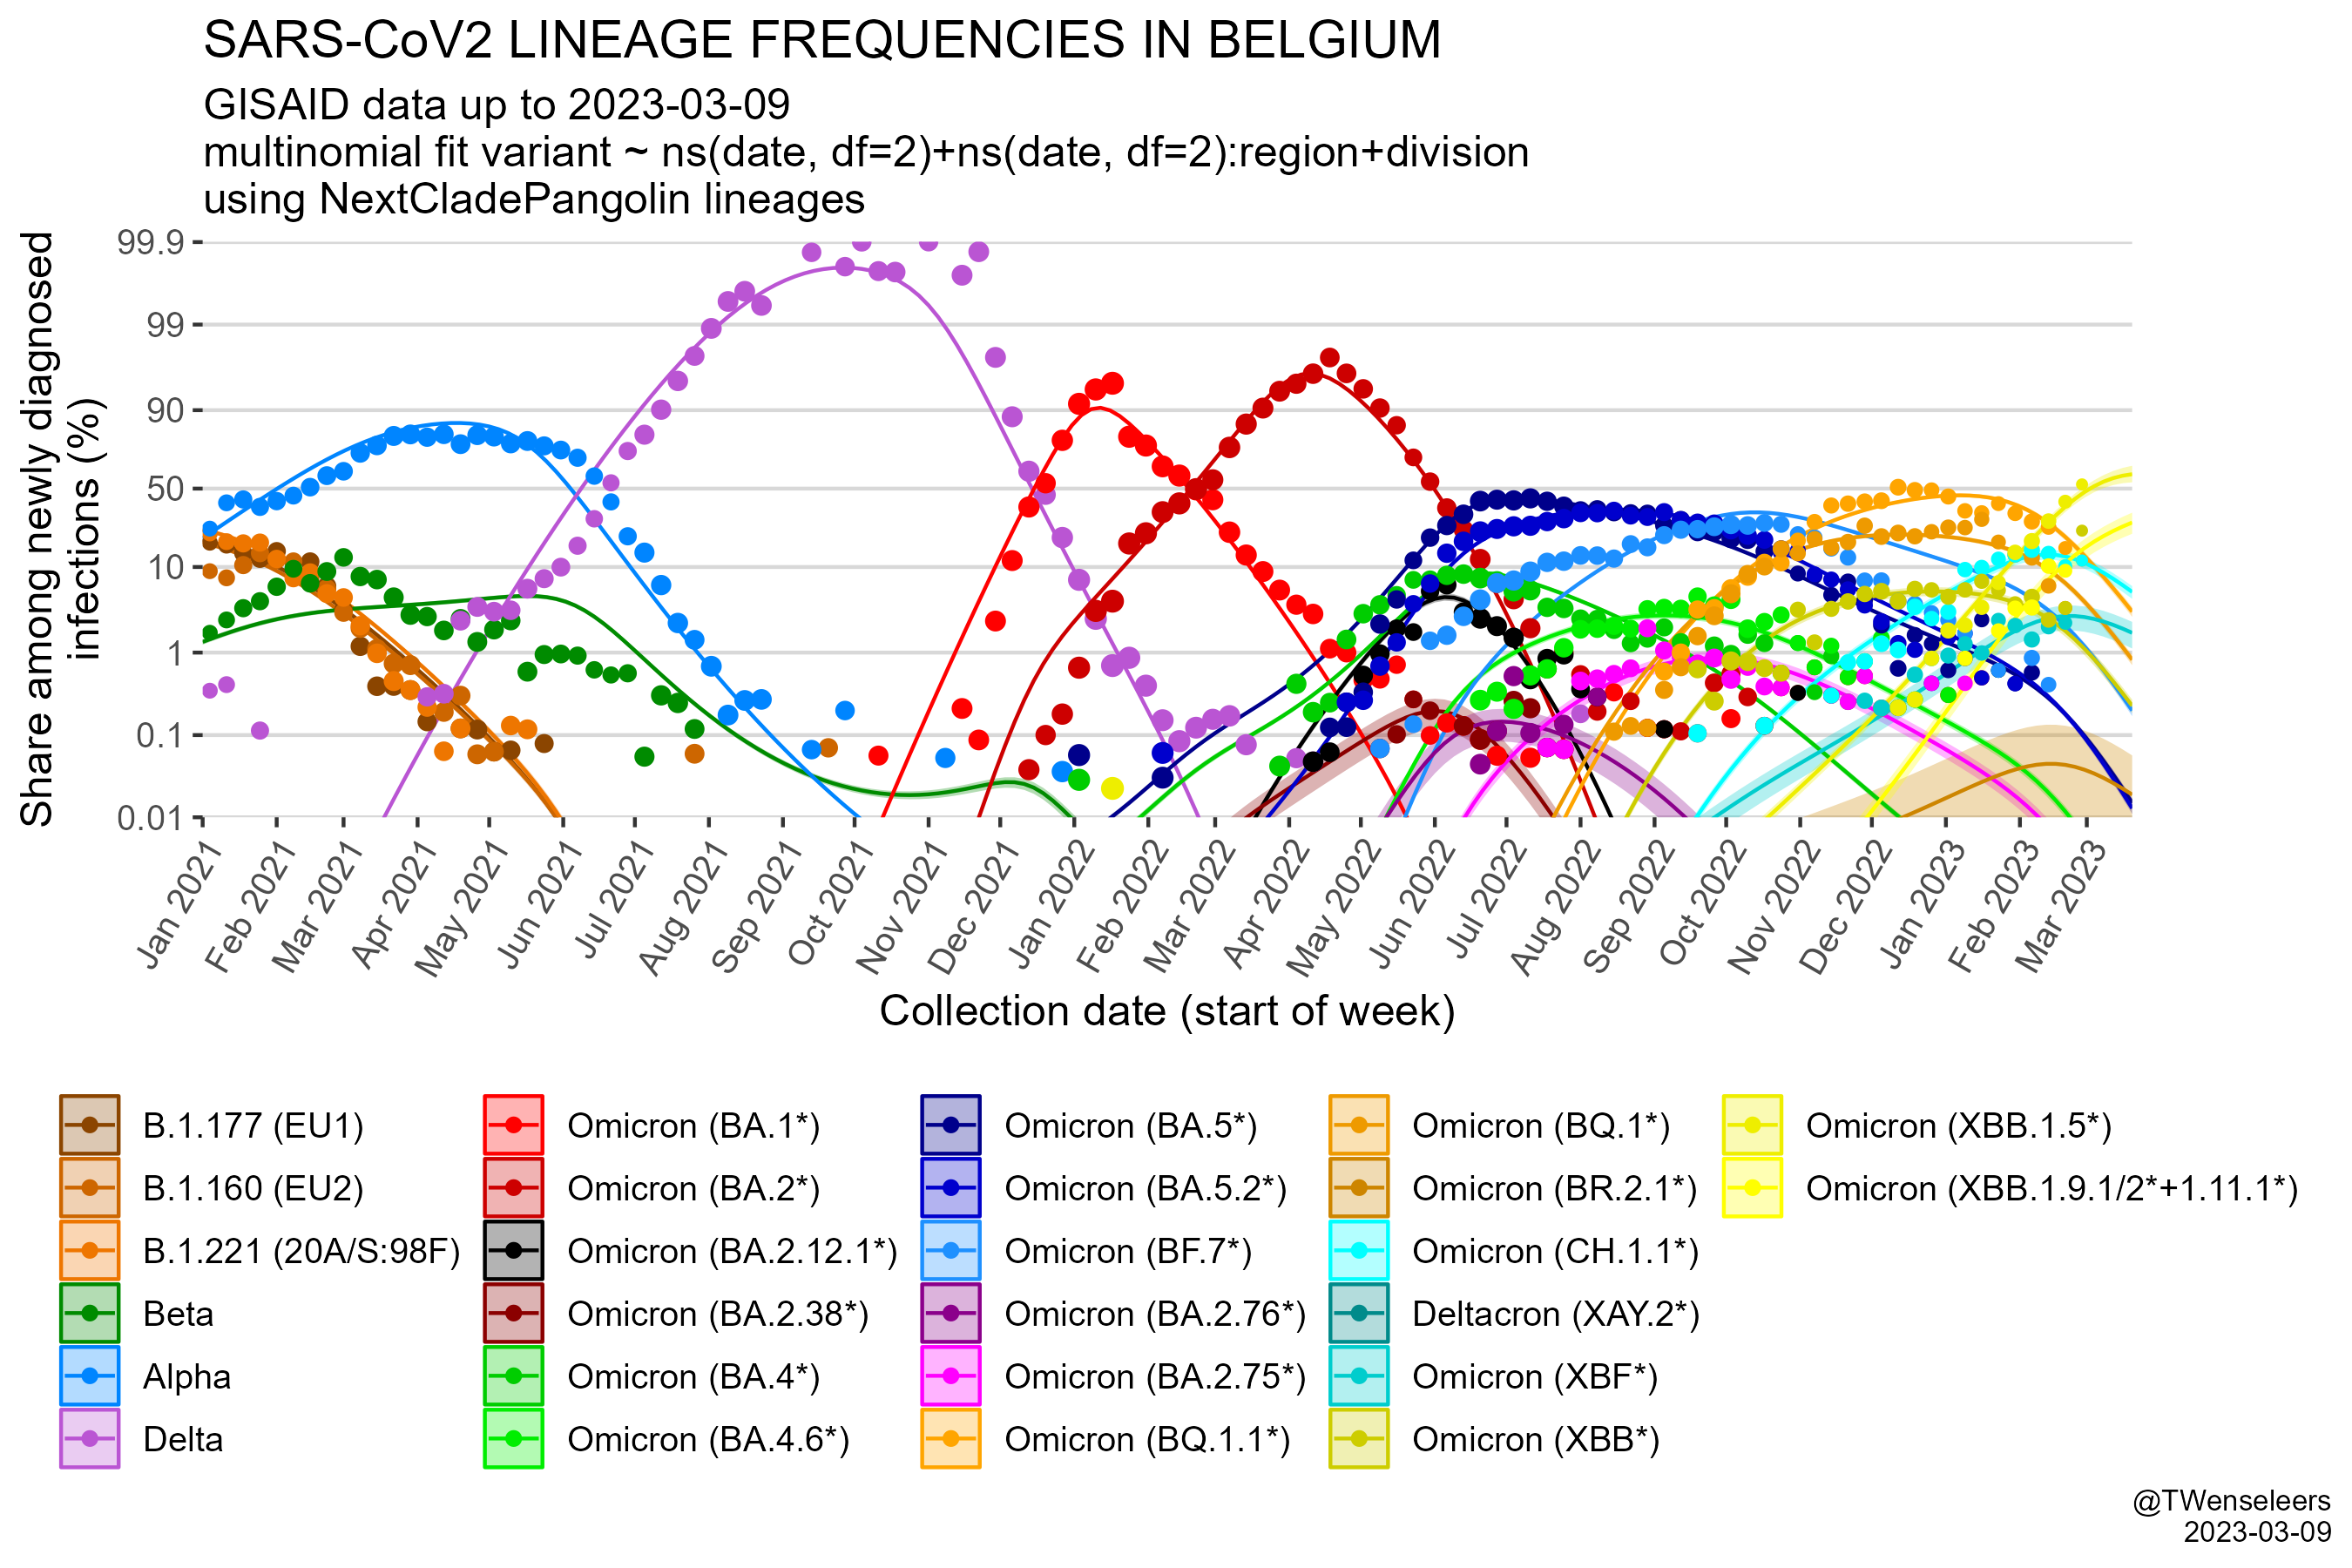 SARS-CoV2 LINEAGE FREQUENCIES IN BELGIUM
GISAID data up to 2023-03-09
multinomial fit variant ~ ns(date, df=2)+ns(date, df=2):region+division
using NextCladePangolin lineages
Share among newly diagnosed
infections (%)
99.9
99
90
50
10
1
0.1
0.01
Jan 2021
Feb 2021
Mar 2021
Apr 2021
May 2021
Jun 2021
Jul 2021
Aug 2021
Sep 2021
Oct 2021
Nov 2021
Dec 2021
Jan 2022
Feb 2022
Mar 2022
Apr 2022
May 2022
Jun 2022
Jul 2022
Aug 2022
Sep 2022
Oct 2022
Nov 2022
Dec 2022
Jan 2023
Feb 2023
Mar 2023
Collection date (start of week)
B.1.177 (EU1)
B.1.160 (EU2)
B.1.221 (20A/S:98F)
Beta
Alpha
Delta
Omicron (BA.1*)
Omicron (BA.2*)
Omicron (BA.2.12.1*)
Omicron (BA.2.38*)
Omicron (BA.4*)
Omicron (BA.4.6*)
Omicron (BA.5*)
Omicron (BA.5.2*)
Omicron (BF.7*)
Omicron (BA.2.76*)
Omicron (BA.2.75*)
Omicron (BQ.1.1*)
Omicron (BQ.1*)
Omicron (BR.2.1*)
Omicron (CH.1.1*)
Deltacron (XAY.2*)
Omicron (XBF*)
Omicron (XBB*)
Omicron (XBB.1.5*)
Omicron (XBB.1.9.1/2*+1.11.1*)
@TWenseleers
2023-03-09